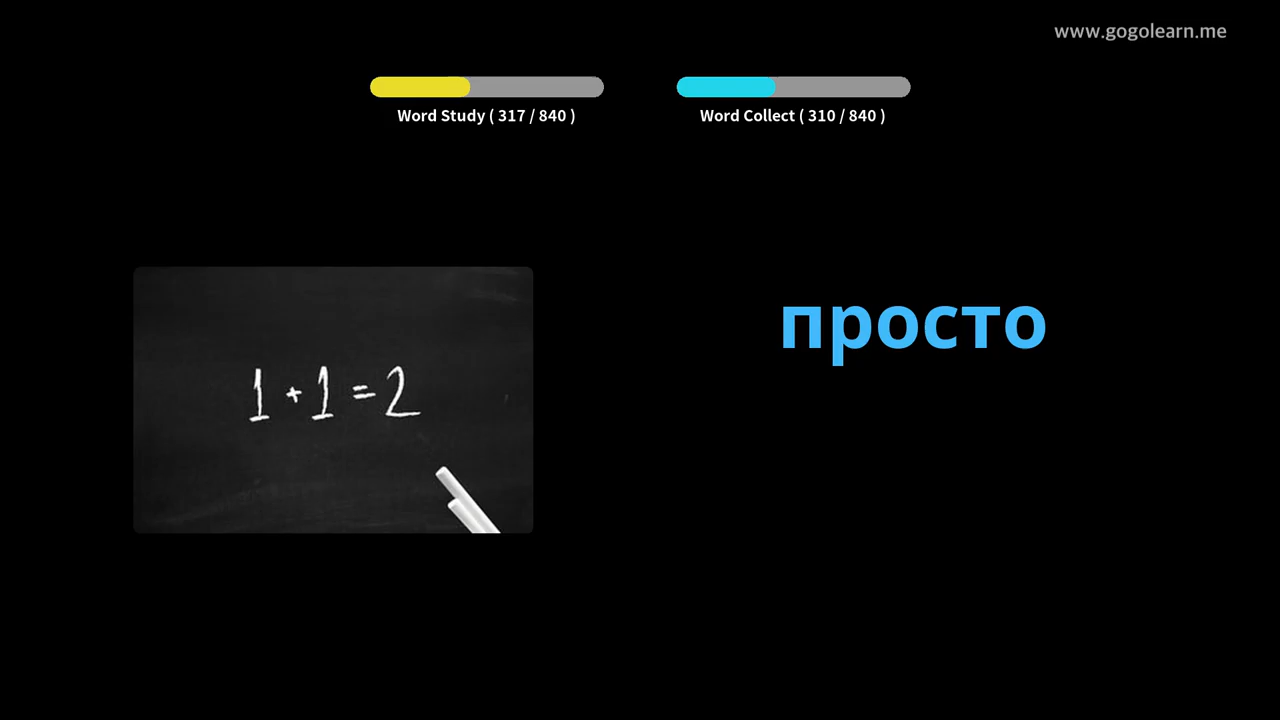 www.gogolearn.me
Word Study ( 317 / 840 )
Word Collect ( 310 / 840 )
просто
1 + 1 = 2